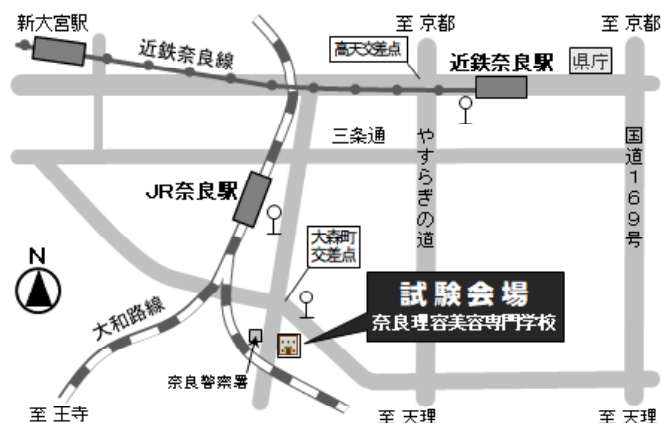 新大宮駅
至 京都
至 京都
近鉄奈良線
高天交差点
近鉄奈良駅
県庁
三条通
やすらぎの道
国道169号
JR奈良駅
大森町
交差点
N
試験会場
奈良理容美容専門学校
大和路線
奈良警察署
至 王寺
至 天理
至 天理